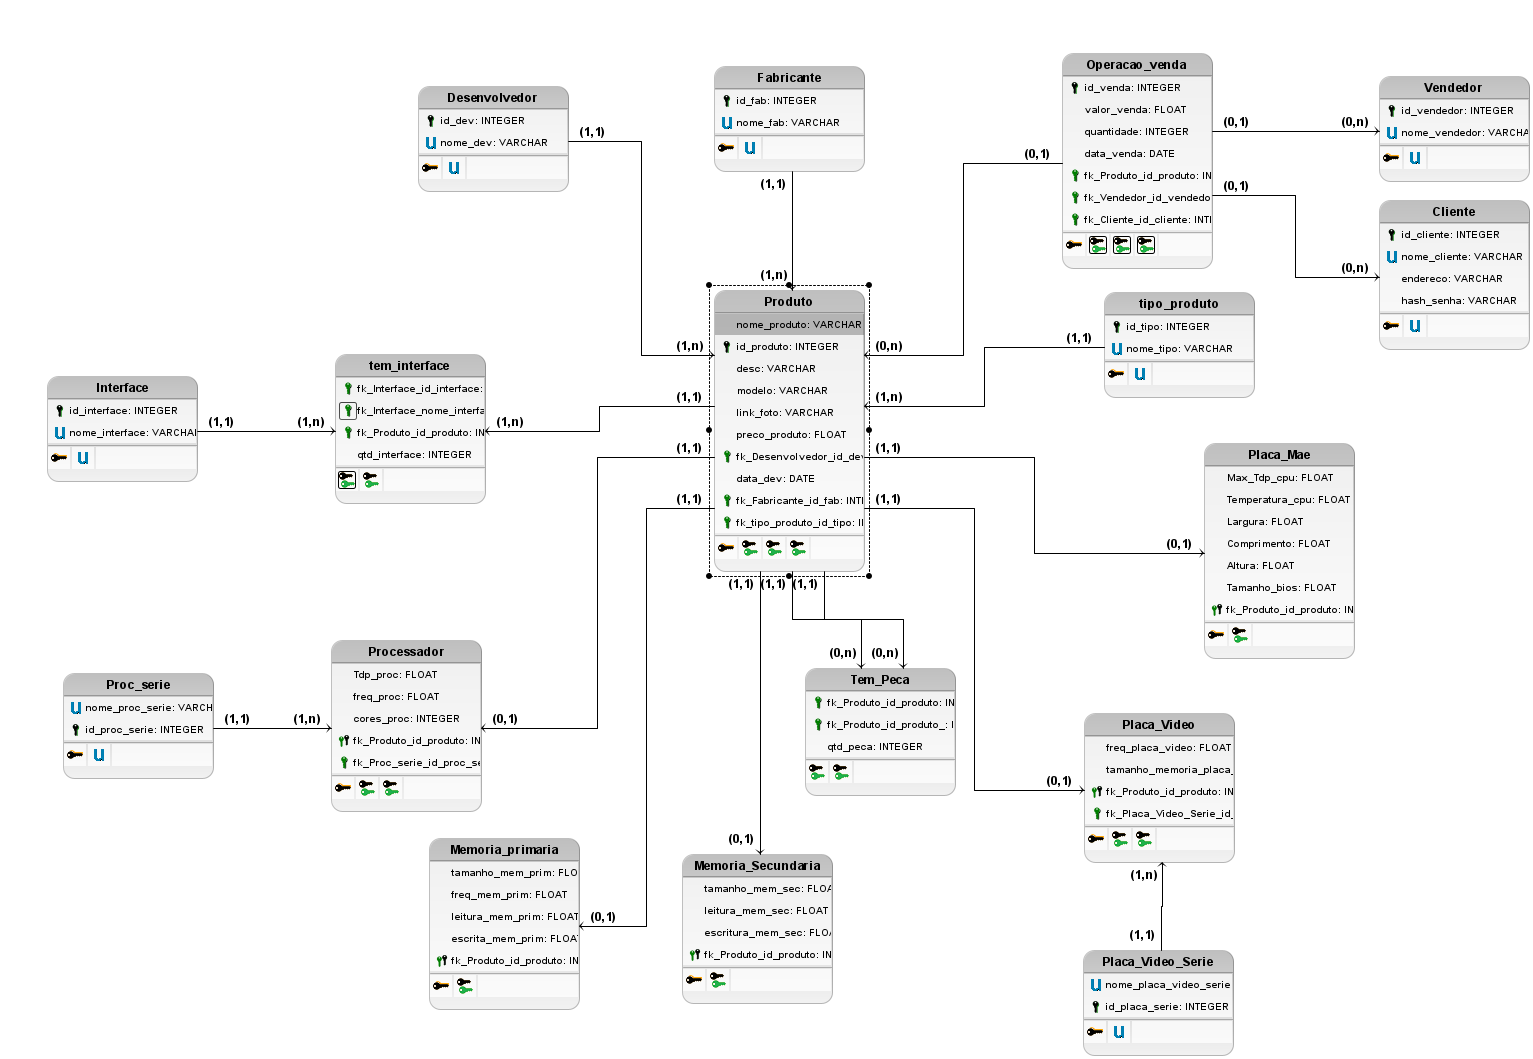 Desenvolvedor
id_dev: INTEGER
nome_dev: VARCHAR
(1,1)
Fabricante
id_fab: INTEGER
nome_fab: VARCHAR
(1,1)
(1,n)
Operacao_venda
id_venda: INTEGER
valor_venda: FLOAT
quantidade: INTEGER
data_venda: DATE
fk_Produto_id_produto: IN
fk_Vendedor_id_vendedo
fk_Cliente_id_cliente: INTI
(0,1)
(0,1)
(0,n)
(0,1)
(0,n)
Vendedor
id_vendedor: INTEGER
nome_vendedor: VARCHA
Cliente
id_cliente: INTEGER
nome_cliente: VARCHAR
endereco: VARCHAR
hash_senha: VARCHAR
tipo_produto
id_tipo: INTEGER
nome_tipo: VARCHAR
(1,1)
Produto
nome_produto: VARCHAR
id_produto: INTEGER
desc: VARCHAR
modelo: VARCHAR
link_foto: VARCHAR
preco_produto: FLOAT
fk_Desenvolvedor_id_dev
data_dev: DATE
fk_Fabricante_id_fab: INTI
fk_tipo_produto_id_tipo: II
(1,n)
(1,1)
(1,1)
(1,1)
(0,n)
(1,n)
(1,1)
(1,1)
(1,1)
(1,1)
(1,1)
Interface
id_interface: INTEGER
nome_interface: VARCHAI
(1,1)
(1,n)
tem_interface
fk_Interface_id_interface:
fk_Interface_nome_interfa
fk_Produto_id_produto: IN
qtd_interface: INTEGER
(1,n)
Placa_Mae
Max_Tdp_cpu: FLOAT
Temperatura_cpu: FLOAT
Largura: FLOAT
Comprimento: FLOAT
Altura: FLOAT
Tamanho_bios: FLOAT
fk_Produto_id_produto: IN
(0,1)
Proc_serie
nome_proc_serie: VARCH
id_proc_serie: INTEGER
(1,1)
(1,n)
Processador
Tdp_proc: FLOAT
freq_proc: FLOAT
cores_proc: INTEGER
fk_Produto_id_produto: IN
fk_Proc_serie_id_proc_se
(0,1)
(0,n)
(0,n)
Tem_Peca
fk_Produto_id_produto: IN
fk_Produto_id_produto_: I
qtd_peca: INTEGER
Placa_Video
freq_placa_video: FLOAT
tamanho_memoria_placa_
fk_Produto_id_produto: IN
fk_Placa_Video_Serie_id_
(0,1)
(1,n)
(1,1)
Memoria_primaria
tamanho_mem_prim: FLO
freq_mem_prim: FLOAT
leitura_mem_prim: FLOAT
escrita_mem_prim: FLOA
fk_Produto_id_produto: IN
(0,1)
(0,1)
Memoria_Secundaria
tamanho_mem_sec: FLOA
leitura_mem_sec: FLOAT
escritura_mem_sec: FLOA
fk_Produto_id_produto: IN
Placa_Video_Serie
nome_placa_video_serie
id_placa_serie: INTEGER